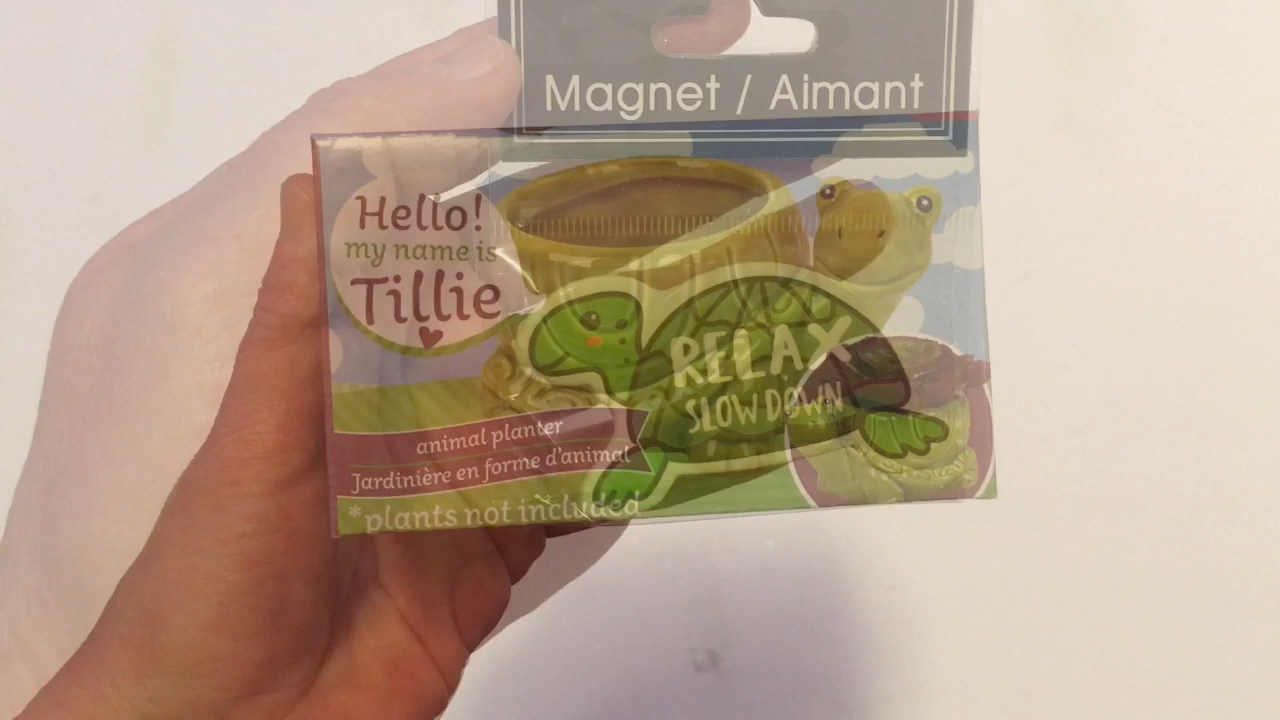 Magnet / Aimant
Hello!
my name is
Tillie
RELAX
SLOW DOWN
animal planter
Jardinière en forme d'animal
*plants not included